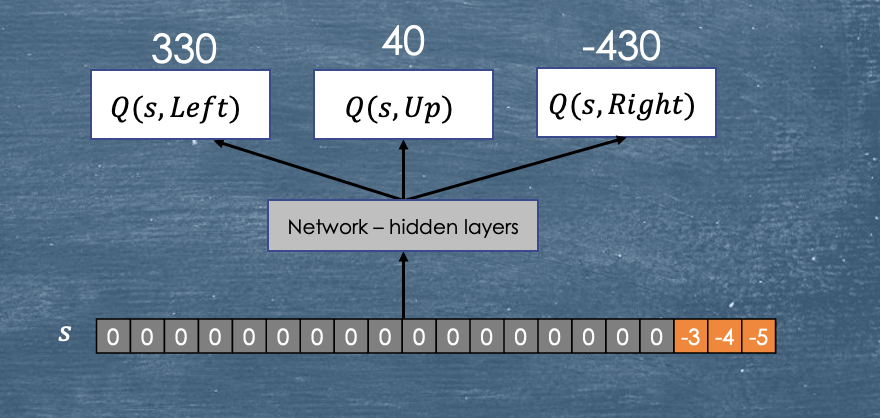 330 40 -430
Q(s, Left) Q(s, Up) Q(s, Right)
Network – hidden layers
s 0 0 0 0 0 0 0 0 0 0 0 0 0 0 0 0 0 -3 -4 -5